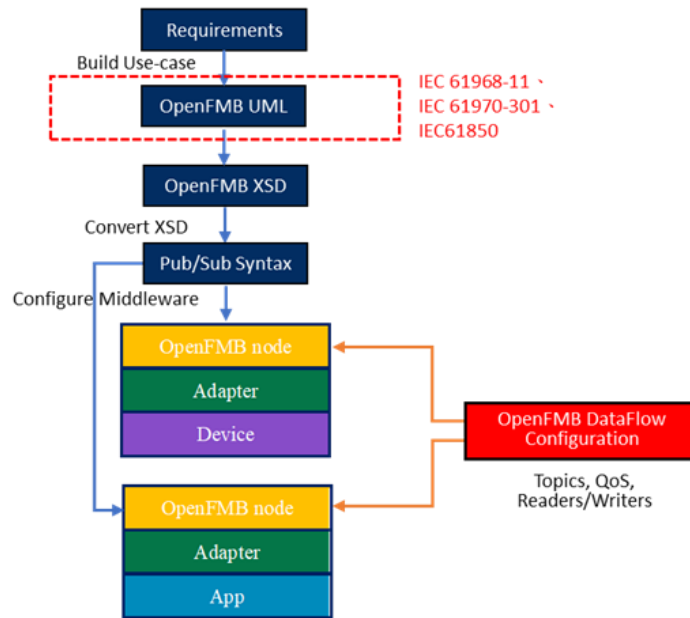 Requirements
Build Use-case
OpenFMB UML
IEC 61968-11、
IEC 61970-301、
IEC61850
OpenFMB XSD
Convert XSD
Pub/Sub Syntax
Configure Middleware
OpenFMB node
Adapter
Device
OpenFMB DataFlow
Configuration
Topics, QoS,
Readers/Writers
OpenFMB node
Adapter
App